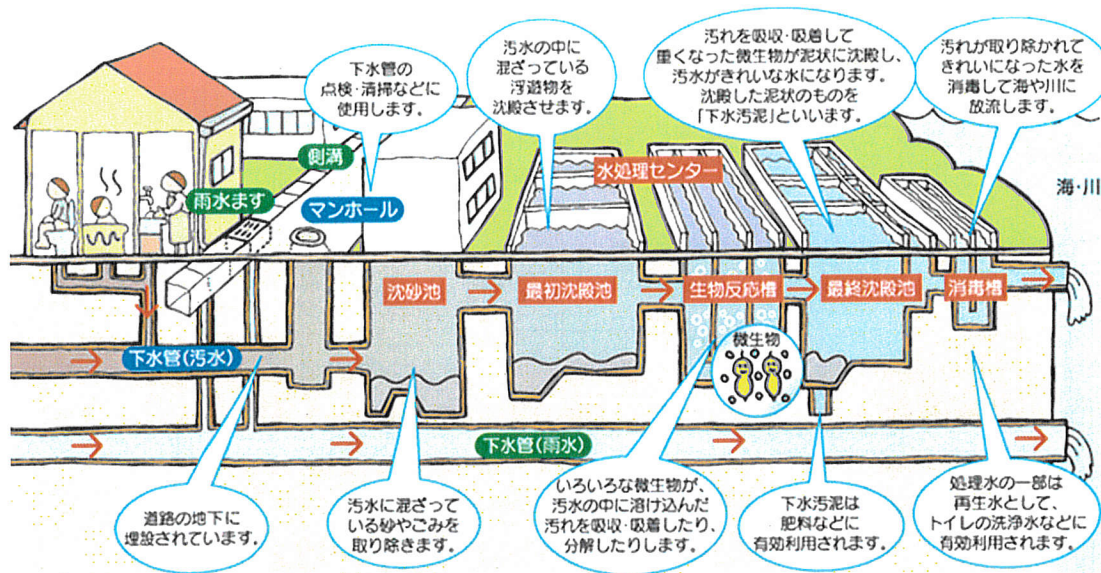 下水管の
点検・清掃などに
使用します。
汚水の中に
混ざっている
浮遊物を
沈殿させます。
汚れを吸収・吸着して
重くなった微生物が泥状に沈殿し、
汚水がきれいな水になります。
沈殿した泥状のものを
「下水汚泥」といいます。
汚れが取り除かれて
きれいになった水を
消毒して海や川に
放流します。
側溝
雨水ます
マンホール
水処理センター
海・川
沈砂池
最初沈殿池
生物反応槽
最終沈殿池
消毒槽
下水管(汚水)
微生物
下水管(雨水)
道路の地下に
埋設されています。
汚水に混ざって
いる砂やごみを
取り除きます。
いろいろな微生物が、
汚水の中に溶け込んだ
汚れを吸収・吸着したり、
分解したりします。
下水汚泥は
肥料などに
有効利用されます。
処理水の一部は
再生水として、
トイレの洗浄水などに
有効利用されます。